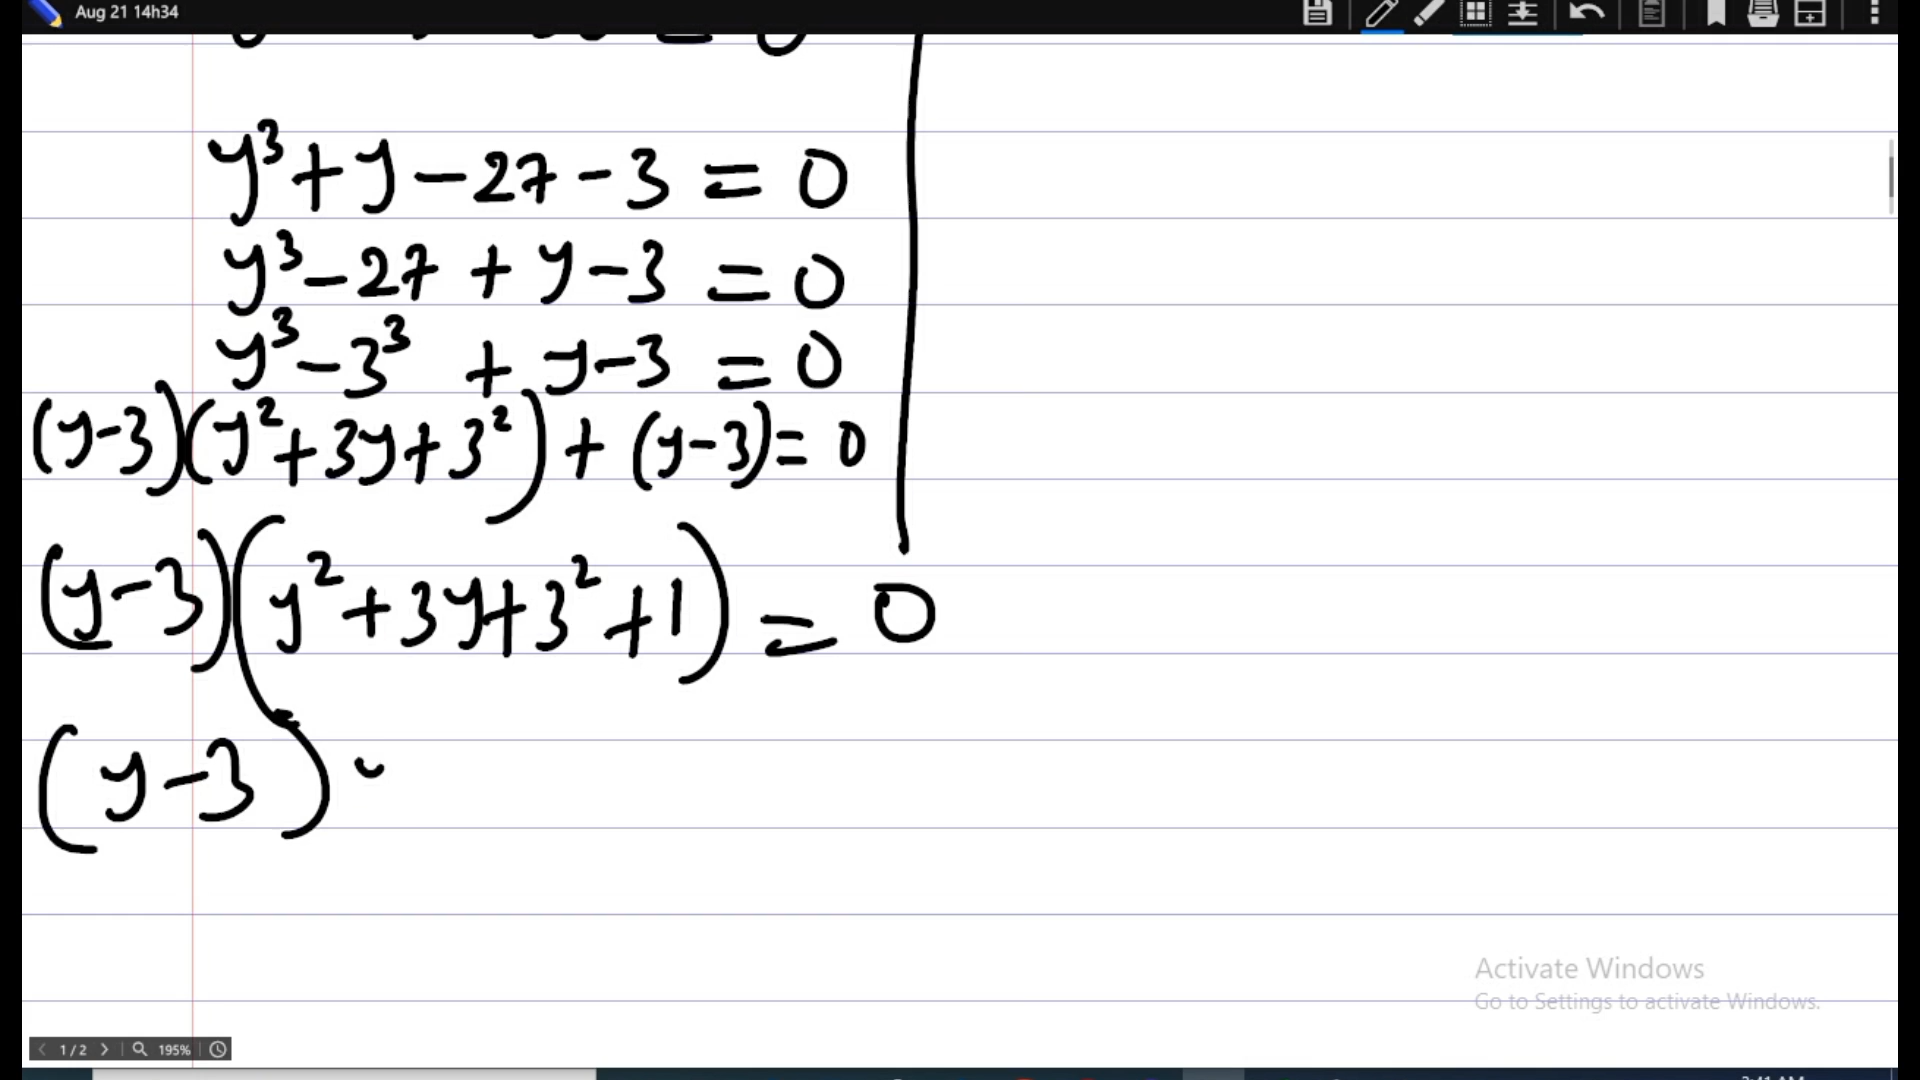 Aug 21 14h34
y³+y-27-3=0
y³-27+y-3=0
y³-3³+y-3=0
(y-3)(y²+3y+3²)+(y-3)=0
(y-3)(y²+3y+3²+1)=0
(y-3)
Activate Windows
Go to Settings to activate Windows.
1/2 195%